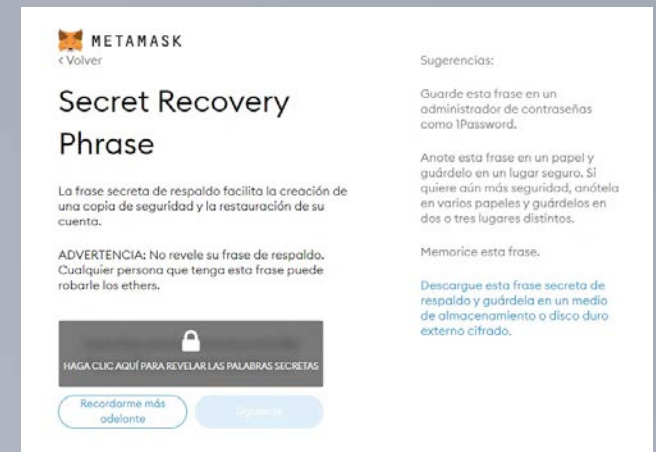 METAMASK
< Volver
Secret Recovery
Phrase
La frase secreta de respaldo facilita la creación de
una copia de seguridad y la restauración de su
cuenta.
ADVERTENCIA: No revele su frase de respaldo.
Cualquier persona que tenga esta frase puede
robarle los ethers.
HAGA CLIC AQUÍ PARA REVELAR LAS PALABRAS SECRETAS
Recordarme más
adelante
Siguiente
Sugerencias:
Guarde esta frase en un
administrador de contraseñas
como 1Password.
Anote esta frase en un papel y
guárdelo en un lugar seguro. Si
quiere aún más seguridad, anótela
en varios papeles y guárdelos en
dos o tres lugares distintos.
Memorice esta frase.
Descargue esta frase secreta de
respaldo y guárdela en un medio
de almacenamiento o disco duro
externo cifrado.